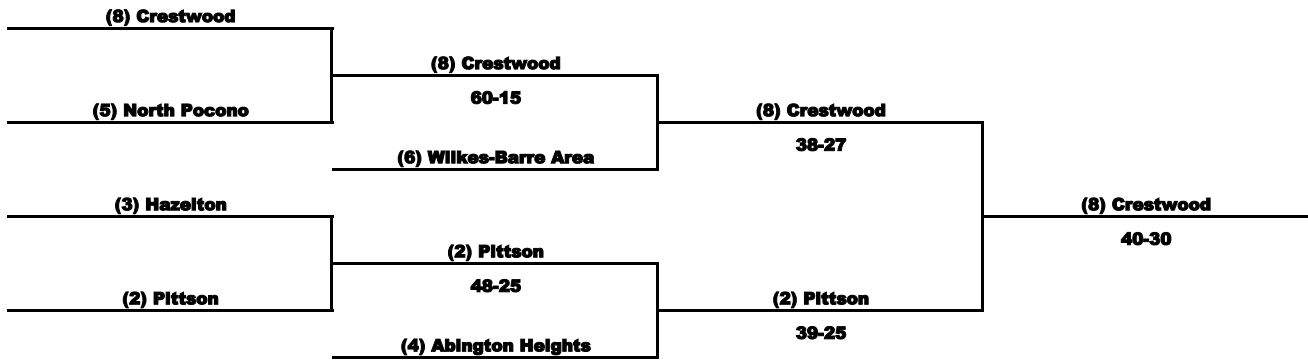 (8) Crestwood
(8) Crestwood
60-15
(5) North Pocono
(8) Crestwood
38-27
(6) Wilkes-Barre Area
(3) Hazelton
(8) Crestwood
40-30
(2) Pittson
48-25
(2) Pittson
(2) Pittson
39-25
(4) Abington Heights